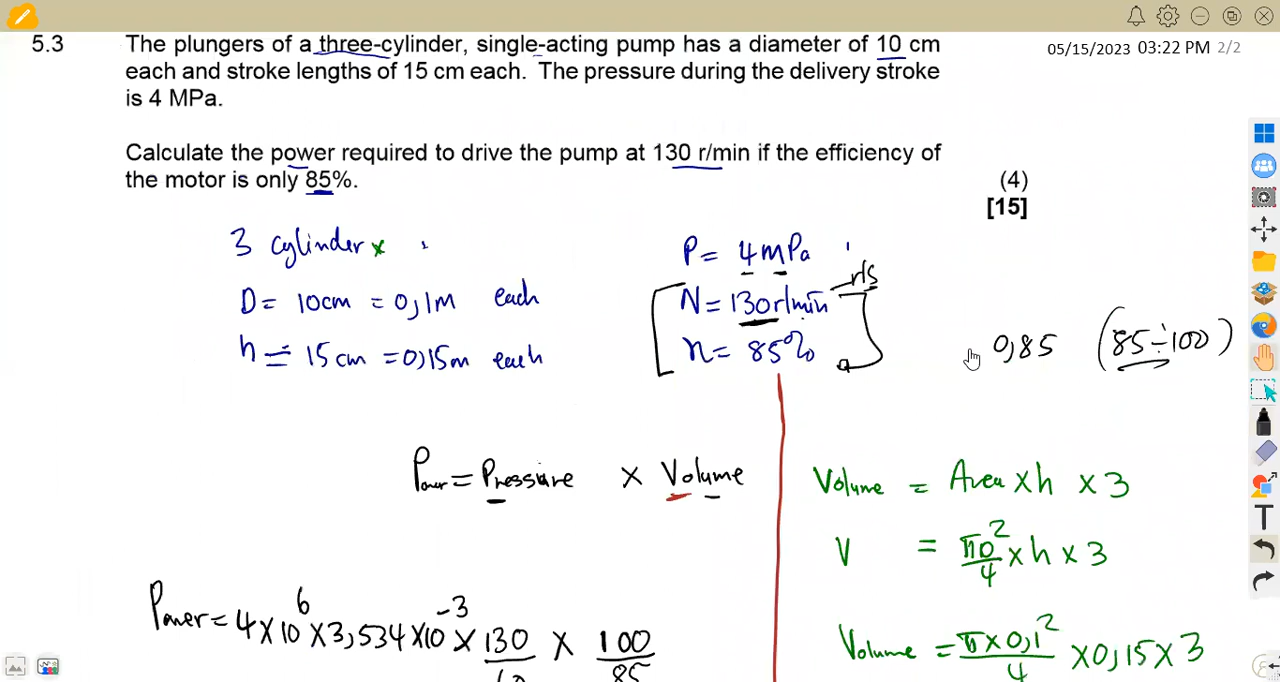 5.3 The plungers of a three-cylinder, single-acting pump has a diameter of 10 cm
05/15/2023 03:22 PM 2/2
each and stroke lengths of 15 cm each. The pressure during the delivery stroke
is 4 MPa.
Calculate the power required to drive the pump at 130 r/min if the efficiency of
the motor is only 85%.
(4)
[15]
3 cylinder x
P = 4 mPa
r/s
D = 10cm = 0,1m each
N = 130r/min
h = 15cm = 0,15m each
n = 85%
0,85 (85÷100)
Power = Pressure × Volume
Volume = Area × h × 3
V = πD²/4 × h × 3
Power = 4×10⁶ × 3,534×10⁻³ × 130/60 × 100/85
Volume = π×0,1²/4 ×0,15×3
T